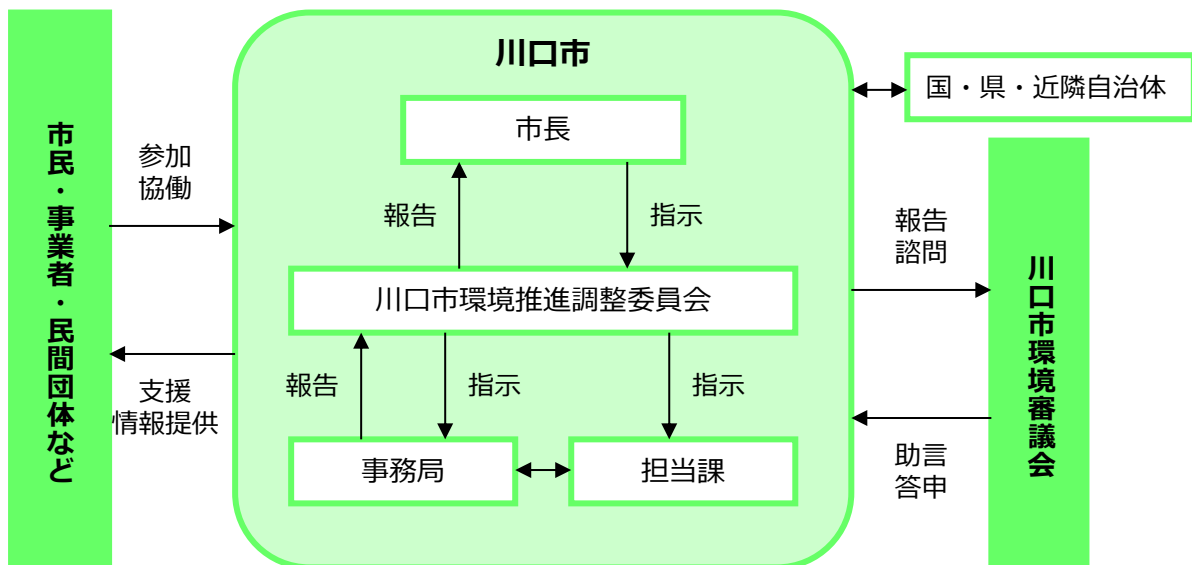 川口市
国・県・近隣自治体
市長
市民・事業者・民間団体など
参加
協働
報告
指示
報告
諮問
川口市環境推進調整委員会
川口市環境審議会
報告
指示
指示
支援
情報提供
助言
答申
事務局
担当課